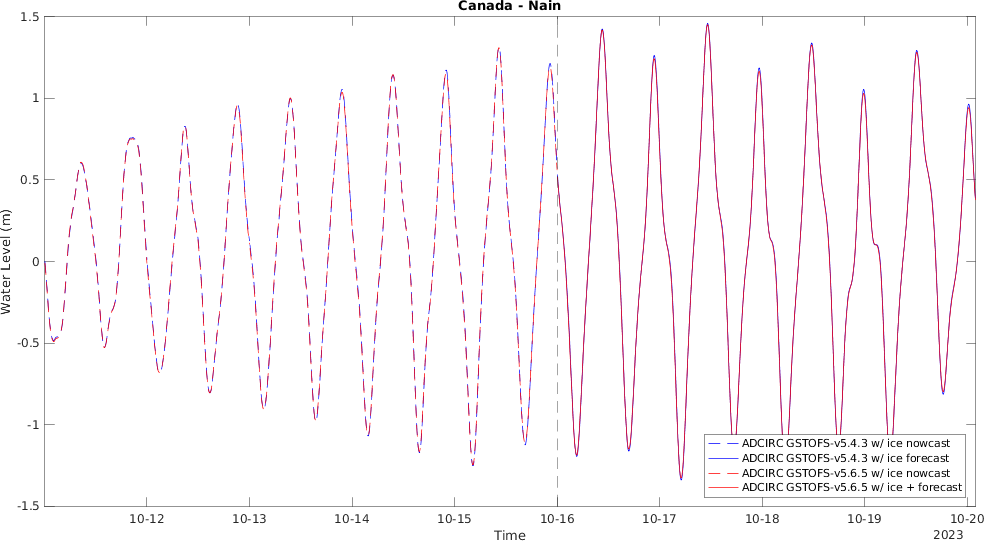 Canada - Nain
1.5
1
0.5
0
-0.5
-1
-1.5
Water Level (m)
10-12
10-13
10-14
10-15
10-16
10-17
10-18
10-19
10-20
Time
2023
ADCIRC GSTOFS-v5.4.3 w/ ice nowcast
ADCIRC GSTOFS-v5.4.3 w/ ice forecast
ADCIRC GSTOFS-v5.6.5 w/ ice nowcast
ADCIRC GSTOFS-v5.6.5 w/ ice + forecast